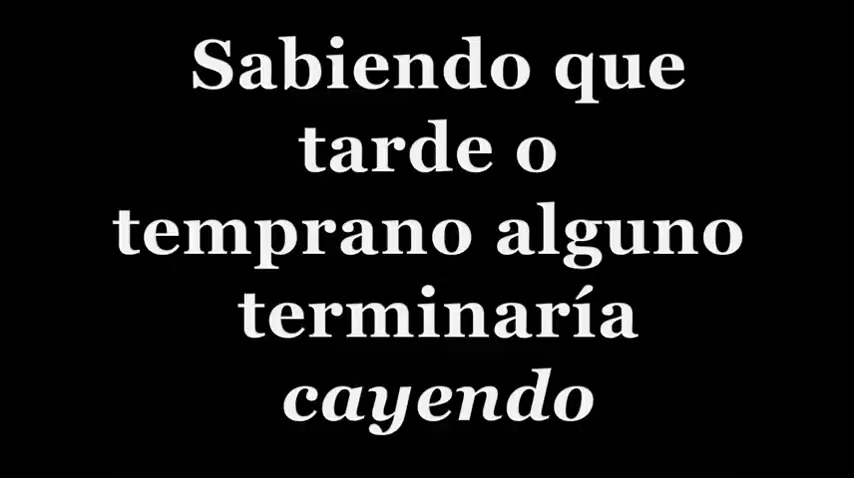 Sabiendo que
tarde o
temprano alguno
terminaría
cayendo